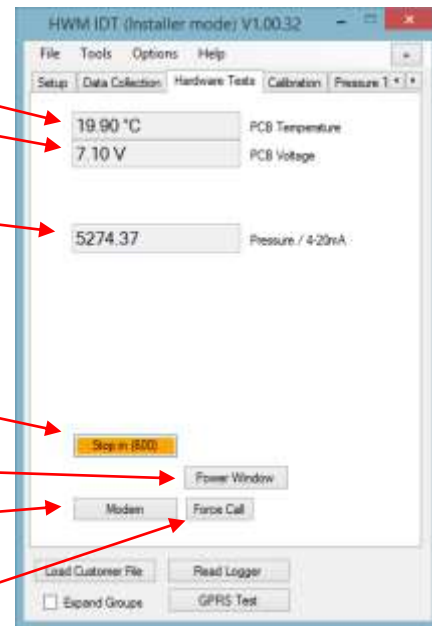 HWM IDT (Installer mode) V1.00.32
File Tools Options Help
Setup Data Collection Hardware Tests Calibration Pressure 1
19.90 °C PCB Temperature
7.10 V PCB Voltage
5274.37 Pressure / 4-20mA
Stop in (600)
Power Window
Modem Force Call
Load Customer File Read Logger
Expand Groups GPRS Test